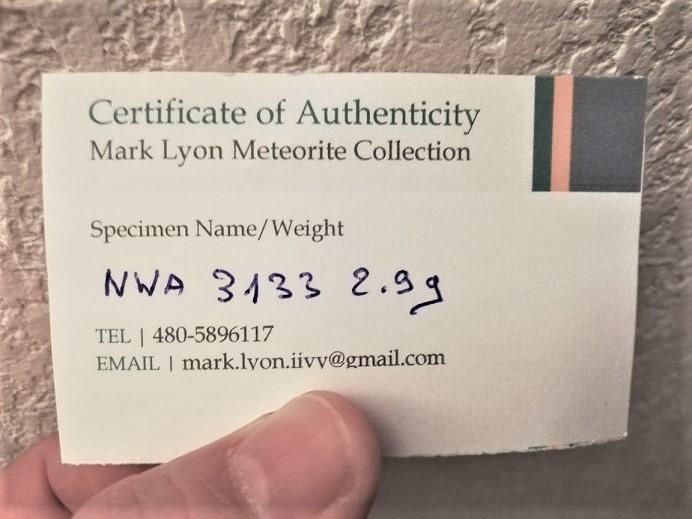 Certificate of Authenticity
Mark Lyon Meteorite Collection
Specimen Name/Weight
NWA 3133 2.9g
TEL | 480-5896117
EMAIL | mark.lyon.iivv@gmail.com